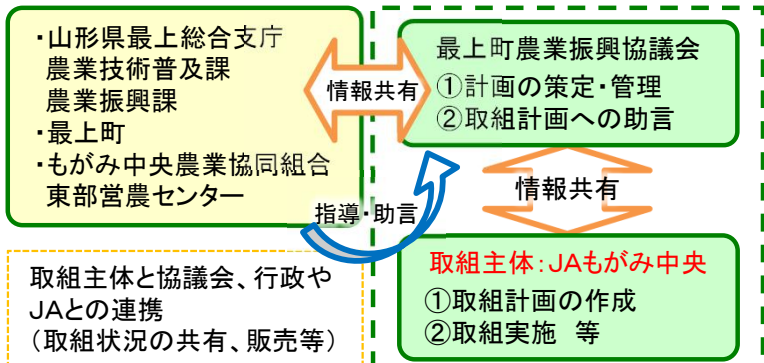 ・山形県最上総合支庁
農業技術普及課
農業振興課
・最上町
・もがみ中央農業協同組合
東部営農センター
情報共有
最上町農業振興協議会
①計画の策定・管理
②取組計画への助言
指導・助言
情報共有
取組主体と協議会、行政や
JAとの連携
（取組状況の共有、販売等）
取組主体：JAもがみ中央
①取組計画の作成
②取組実施　等